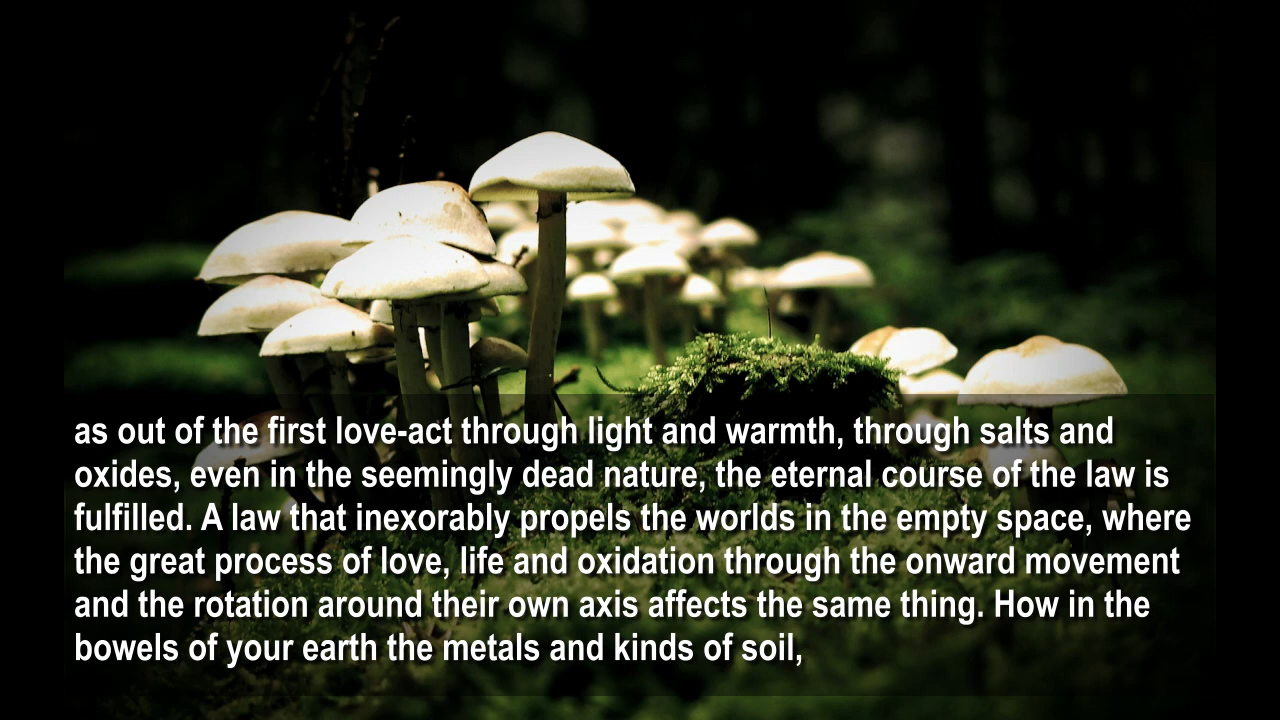 as out of the first love-act through light and warmth, through salts and
oxides, even in the seemingly dead nature, the eternal course of the law is
fulfilled. A law that inexorably propels the worlds in the empty space, where
the great process of love, life and oxidation through the onward movement
and the rotation around their own axis affects the same thing. How in the
bowels of your earth the metals and kinds of soil,